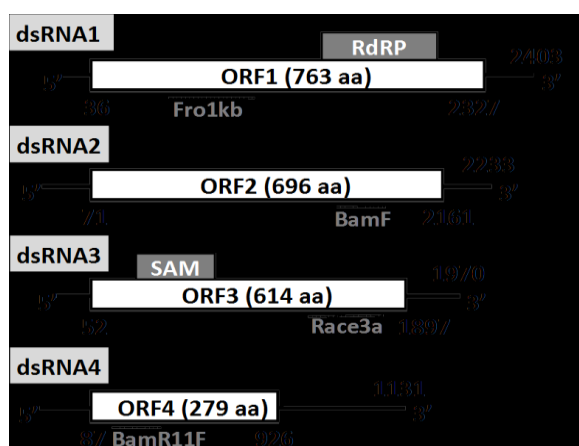 dsRNA1
RdRP
2403
ORF1 (763 aa)
5’ 3’
36 Fro1kb 2327
dsRNA2
2233
ORF2 (696 aa)
5’ 3’
71 BamF 2161
dsRNA3
SAM
1970
ORF3 (614 aa)
5’ 3’
52 Race3a 1897
dsRNA4
1131
ORF4 (279 aa)
5’ 3’
87 BamR11F 926